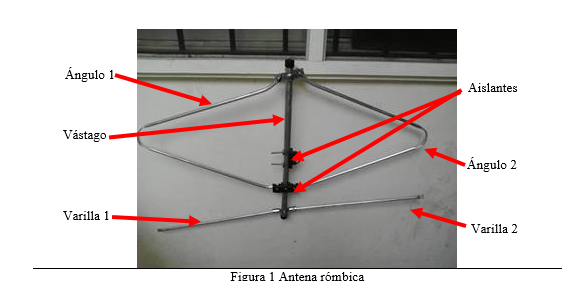 Ángulo 1
Aislantes
Vástago
Ángulo 2
Varilla 1
Varilla 2
Figura 1 Antena rómbica